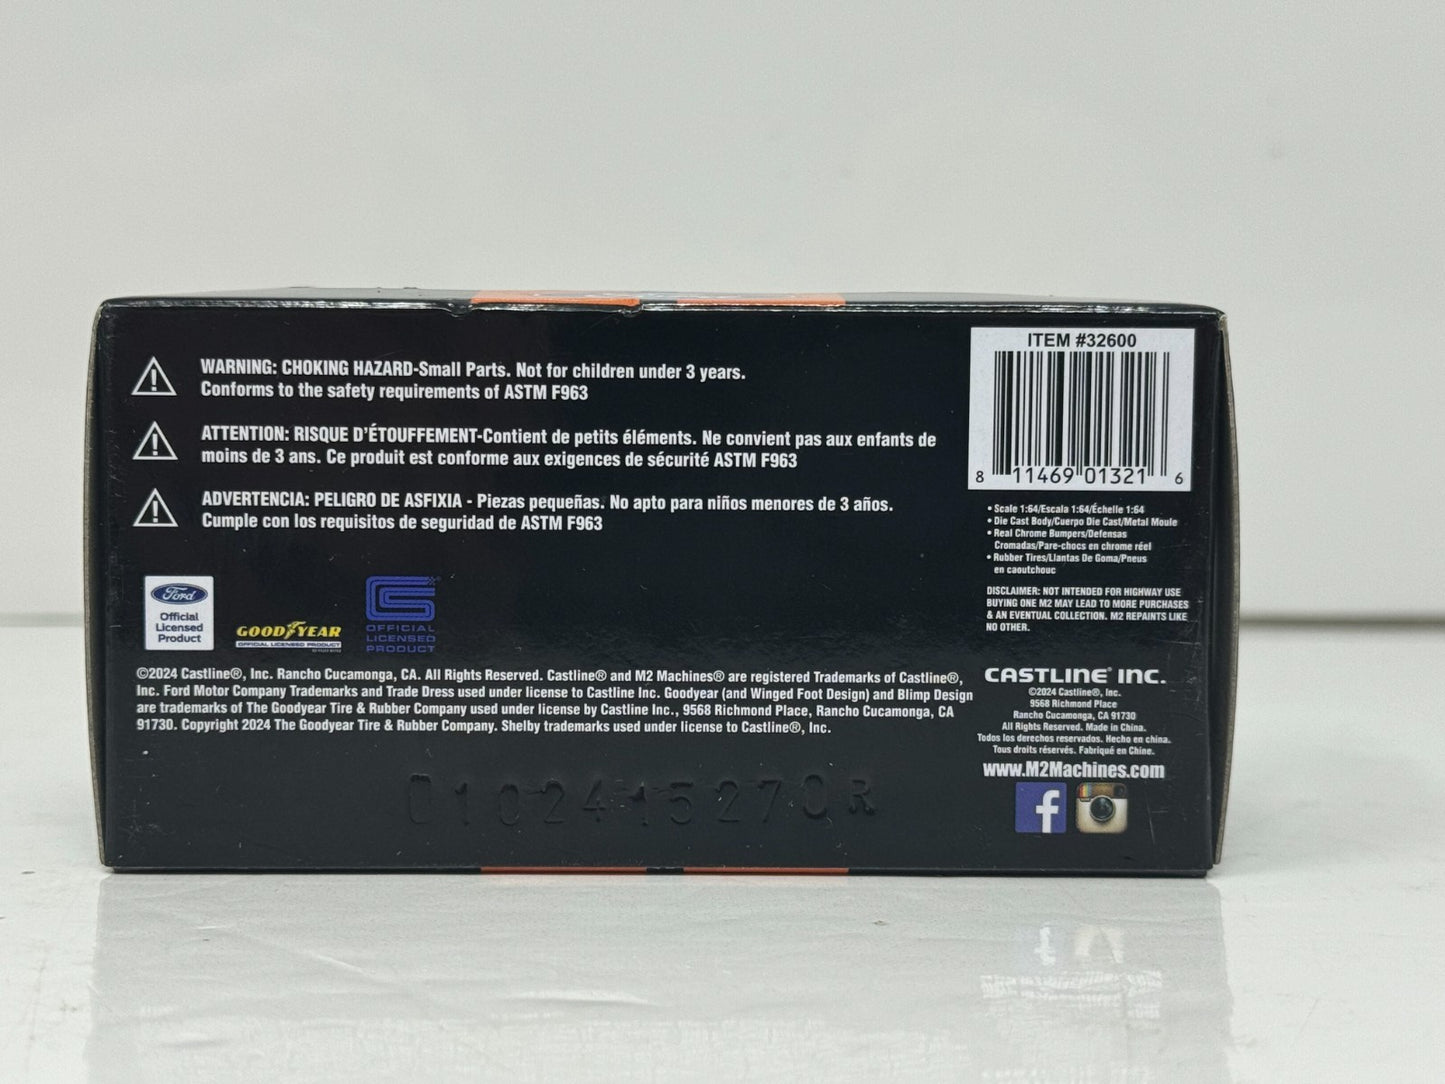 WARNING: CHOKING HAZARD-Small Parts. Not for children under 3 years.
Conforms to the safety requirements of ASTM F963
ATTENTION: RISQUE D'ÉTOUFFEMENT-Contient de petits éléments. Ne convient pas aux enfants de
moins de 3 ans. Ce produit est conforme aux exigences de sécurité ASTM F963
ADVERTENCIA: PELIGRO DE ASFIXIA - Piezas pequeñas. No apto para niños menores de 3 años.
Cumple con los requisitos de seguridad de ASTM F963
Ford
Official
Licensed
Product
GOODYEAR
OFFICIAL LICENSED PRODUCT
OFFICIAL
LICENSED
PRODUCT
©2024 Castline®, Inc. Rancho Cucamonga, CA. All Rights Reserved. Castline® and M2 Machines® are registered Trademarks of Castline®,
Inc. Ford Motor Company Trademarks and Trade Dress used under license to Castline Inc. Goodyear (and Winged Foot Design) and Blimp Design
are trademarks of The Goodyear Tire & Rubber Company used under license by Castline Inc., 9568 Richmond Place, Rancho Cucamonga, CA
91730. Copyright 2024 The Goodyear Tire & Rubber Company. Shelby trademarks used under license to Castline®, Inc.
ITEM #32600
8 11469 01321 6
• Scale 1:64/Escala 1:64/Échelle 1:64
• Die Cast Body/Cuerpo Die Cast/Metal Moule
• Real Chrome Bumpers/Defensas
Cromadas/Pare-chocs en chrome réel
• Rubber Tires/Llantas De Goma/Pneus
en caoutchouc
DISCLAIMER: NOT INTENDED FOR HIGHWAY USE
BUYING ONE M2 MAY LEAD TO MORE PURCHASES
& AN EVENTUAL COLLECTION. M2 REPAINTS LIKE
NO OTHER.
CASTLINE® INC.
©2024 Castline®, Inc.
9568 Richmond Place
Rancho Cucamonga, CA 91730
All Rights Reserved. Made in China.
Todos los derechos reservados. Hecho en china.
Tous droits réservés. Fabriqué en Chine.
www.M2Machines.com
f